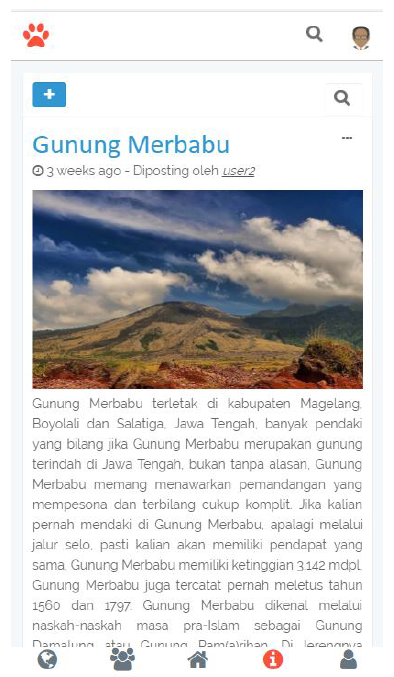 Gunung Merbabu
3 weeks ago - Diposting oleh user2
Gunung Merbabu terletak di kabupaten Magelang,
Boyolali dan Salatiga, Jawa Tengah, banyak pendaki
yang bilang jika Gunung Merbabu merupakan gunung
terindah di Jawa Tengah, bukan tanpa alasan, Gunung
Merbabu memang menawarkan pemandangan yang
mempesona dan terbilang cukup komplit. Jika kalian
pernah mendaki di Gunung Merbabu, apalagi melalui
jalur selo, pasti kalian akan memiliki pendapat yang
sama. Gunung Merbabu memiliki ketinggian 3.142 mdpl.
Gunung Merbabu juga tercatat pernah meletus tahun
1560 dan 1797. Gunung Merbabu dikenal melalui
naskah-naskah masa pra-Islam sebagai Gunung
Damalung atau Gunung Pam(a)rihan. Di lerengnya